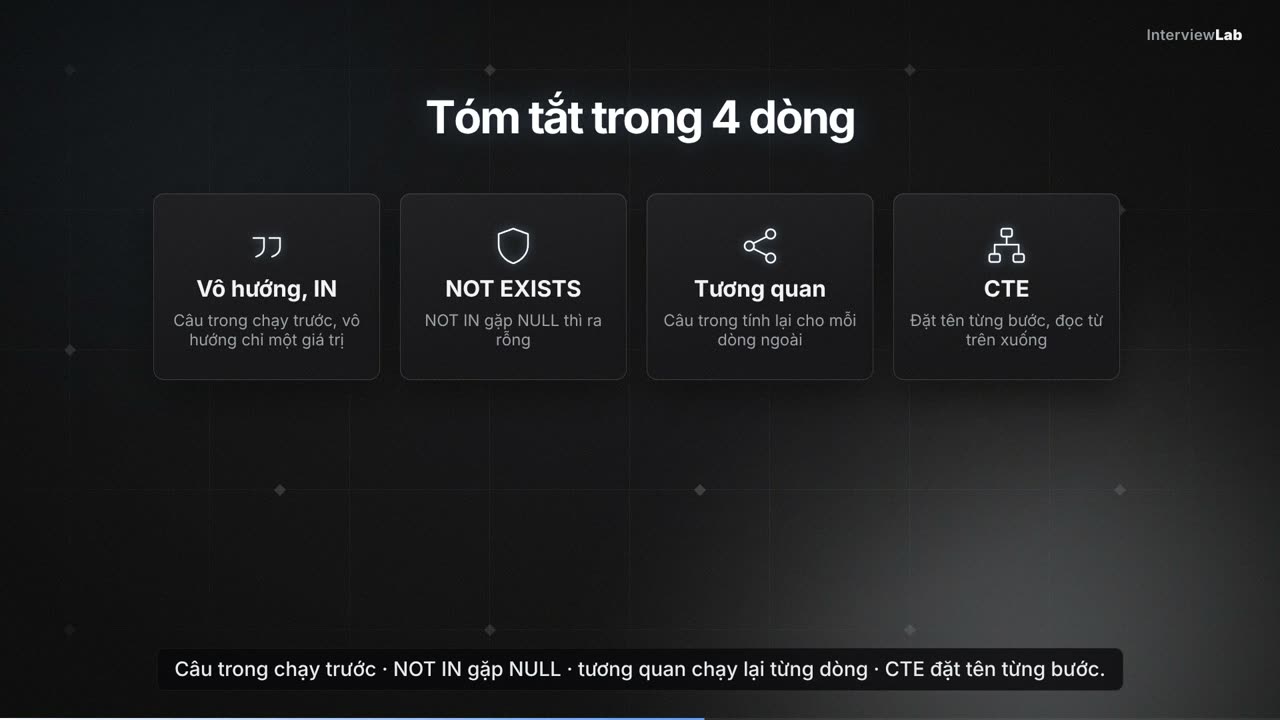 InterviewLab
Tóm tắt trong 4 dòng
Vô hướng, IN
Câu trong chạy trước, vô
hướng chỉ một giá trị
NOT EXISTS
NOT IN gặp NULL thì ra
rỗng
Tương quan
Câu trong tính lại cho mỗi
dòng ngoài
CTE
Đặt tên từng bước, đọc từ
trên xuống
Câu trong chạy trước · NOT IN gặp NULL · tương quan chạy lại từng dòng · CTE đặt tên từng bước.